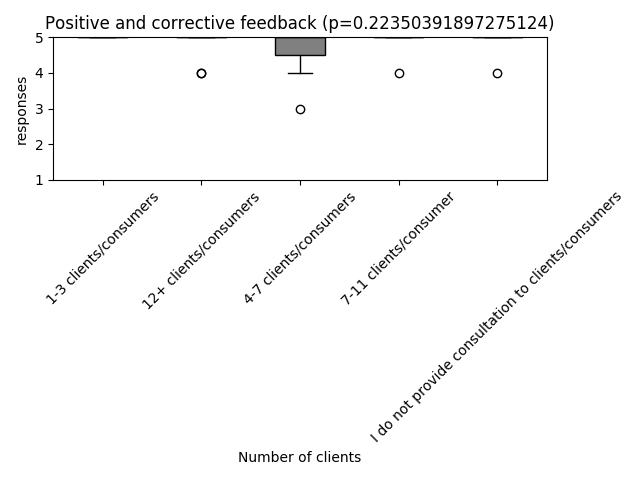 Positive and corrective feedback (p=0.22350391897275124)
responses
5
4
3
2
1
1-3 clients/consumers
12+ clients/consumers
4-7 clients/consumers
7-11 clients/consumer
I do not provide consultation to clients/consumers
Number of clients